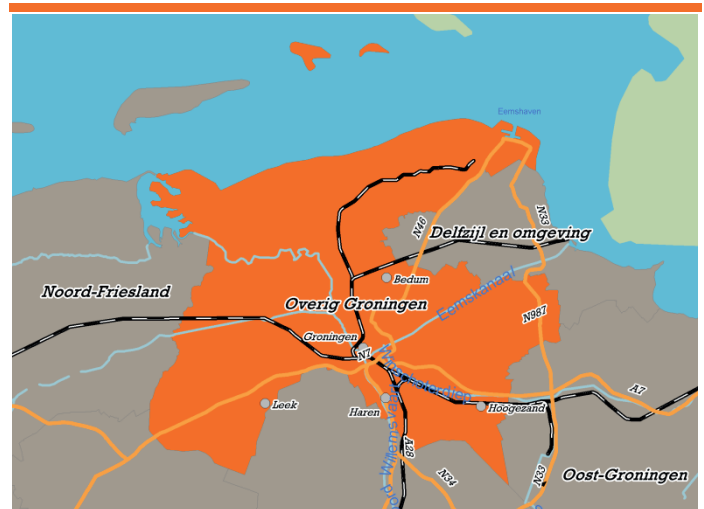 Eemshaven
N33
N46
Delfzijl en omgeving
Bedum
Eemskanaal
Noord-Friesland
Overig Groningen
N987
Groningen
N7
Winschoterdiep
A7
Leek
Haren
Hoogezand
A28
N34
N33
Oost-Groningen